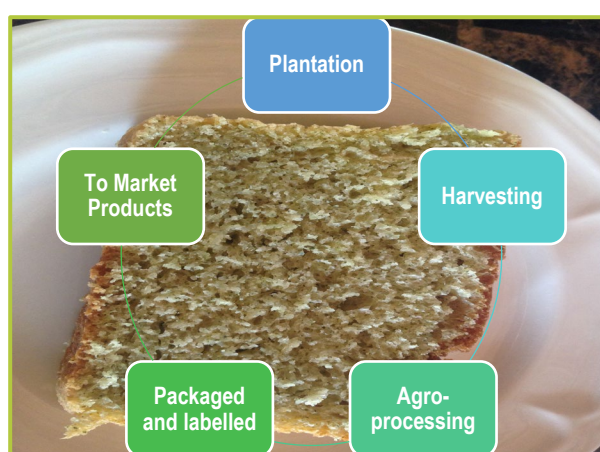 Plantation
Harvesting
Agro-
processing
Packaged
and labelled
To Market
Products